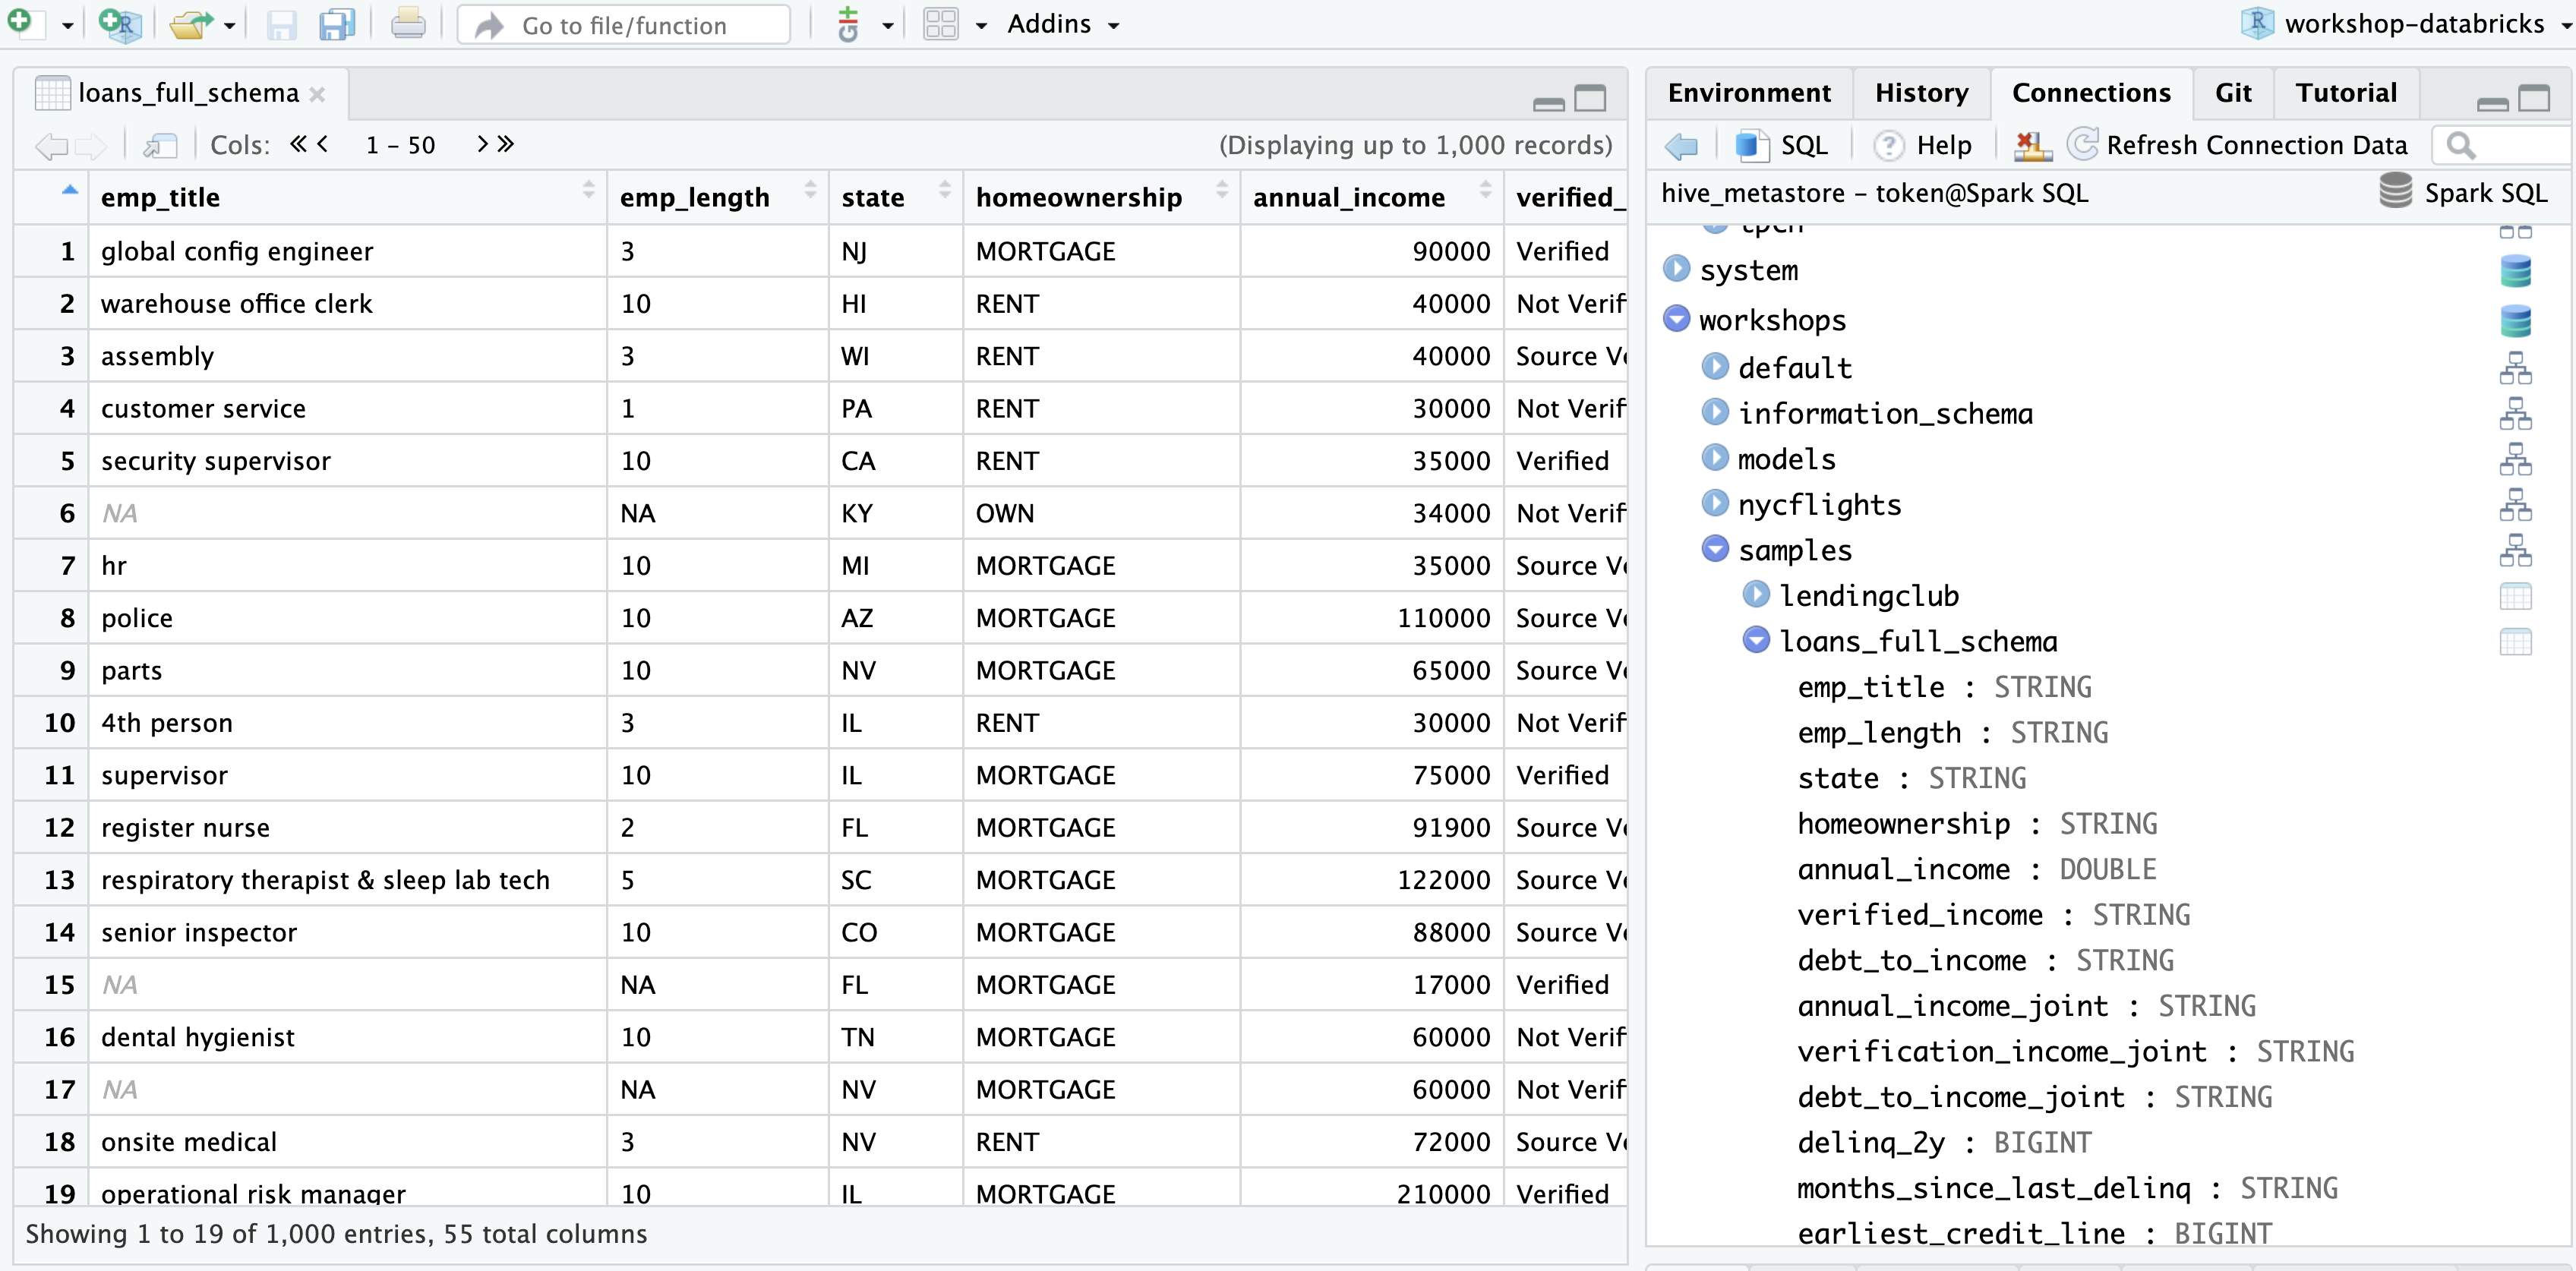 Go to file/function Git Addins workshop-databricks
loans_full_schema
Cols: 1 - 50 (Displaying up to 1,000 records)
emp_title emp_length state homeownership annual_income verified_
1 global config engineer 3 NJ MORTGAGE 90000 Verified
2 warehouse office clerk 10 HI RENT 40000 Not Verif
3 assembly 3 WI RENT 40000 Source Ve
4 customer service 1 PA RENT 30000 Not Verif
5 security supervisor 10 CA RENT 35000 Verified
6 NA NA KY OWN 34000 Not Verif
7 hr 10 MI MORTGAGE 35000 Source Ve
8 police 10 AZ MORTGAGE 110000 Source Ve
9 parts 10 NV MORTGAGE 65000 Source Ve
10 4th person 3 IL RENT 30000 Not Verif
11 supervisor 10 IL MORTGAGE 75000 Verified
12 register nurse 2 FL MORTGAGE 91900 Source Ve
13 respiratory therapist & sleep lab tech 5 SC MORTGAGE 122000 Source Ve
14 senior inspector 10 CO MORTGAGE 88000 Source Ve
15 NA NA FL MORTGAGE 17000 Verified
16 dental hygienist 10 TN MORTGAGE 60000 Not Verif
17 NA NA NV MORTGAGE 60000 Not Verif
18 onsite medical 3 NV RENT 72000 Source Ve
19 operational risk manager 10 IL MORTGAGE 210000 Verified
Showing 1 to 19 of 1,000 entries, 55 total columns
Environment History Connections Git Tutorial
SQL Help Refresh Connection Data
hive_metastore - token@Spark SQL Spark SQL
tpch
system
workshops
default
information_schema
models
nycflights
samples
lendingclub
loans_full_schema
emp_title : STRING
emp_length : STRING
state : STRING
homeownership : STRING
annual_income : DOUBLE
verified_income : STRING
debt_to_income : STRING
annual_income_joint : STRING
verification_income_joint : STRING
debt_to_income_joint : STRING
delinq_2y : BIGINT
months_since_last_delinq : STRING
earliest_credit_line : BIGINT